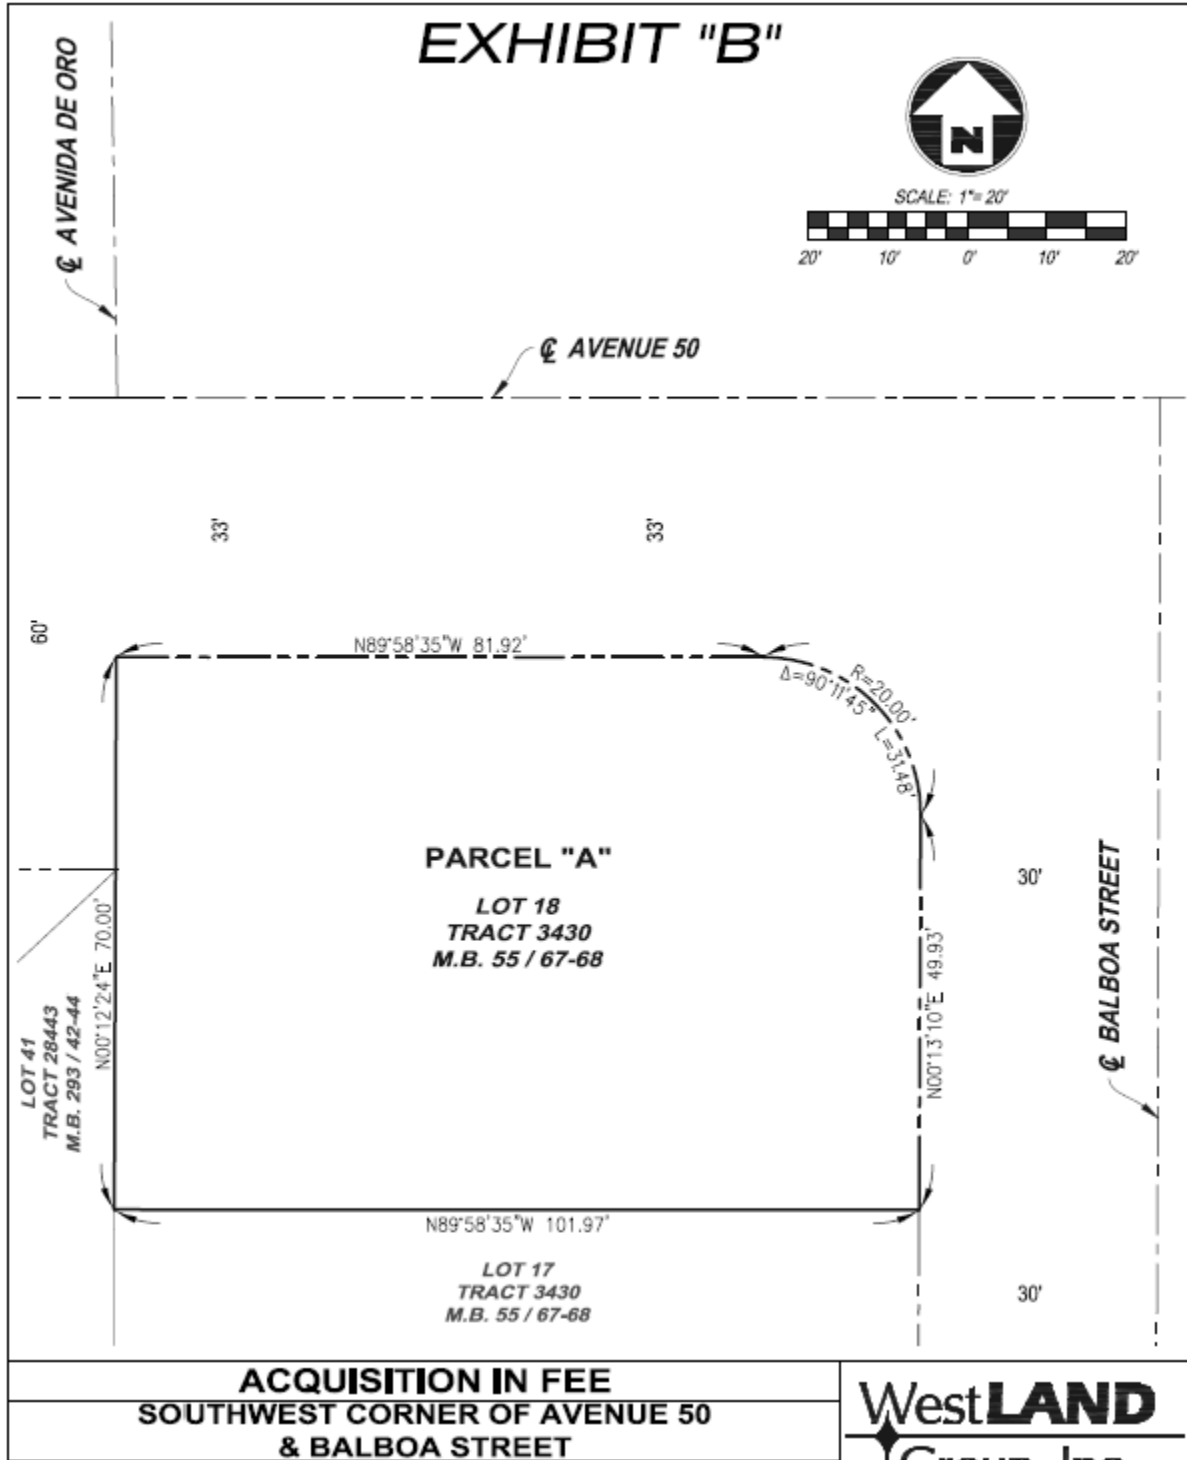 EXHIBIT "B"
℄ AVENIDA DE ORO
N
SCALE: 1"= 20'
20' 10' 0' 10' 20'
℄ AVENUE 50
33'
33'
60'
N89°58'35"W 81.92'
R=20.00'
Δ=90°11'45" L=31.48'
PARCEL "A"
LOT 18
TRACT 3430
M.B. 55 / 67-68
30'
℄ BALBOA STREET
N00°12'24"E 70.00'
N00°13'10"E 49.93'
LOT 41
TRACT 28443
M.B. 293 / 42-44
N89°58'35"W 101.97'
LOT 17
TRACT 3430
M.B. 55 / 67-68
30'
ACQUISITION IN FEE
SOUTHWEST CORNER OF AVENUE 50
& BALBOA STREET
WestLAND
Group, Inc.